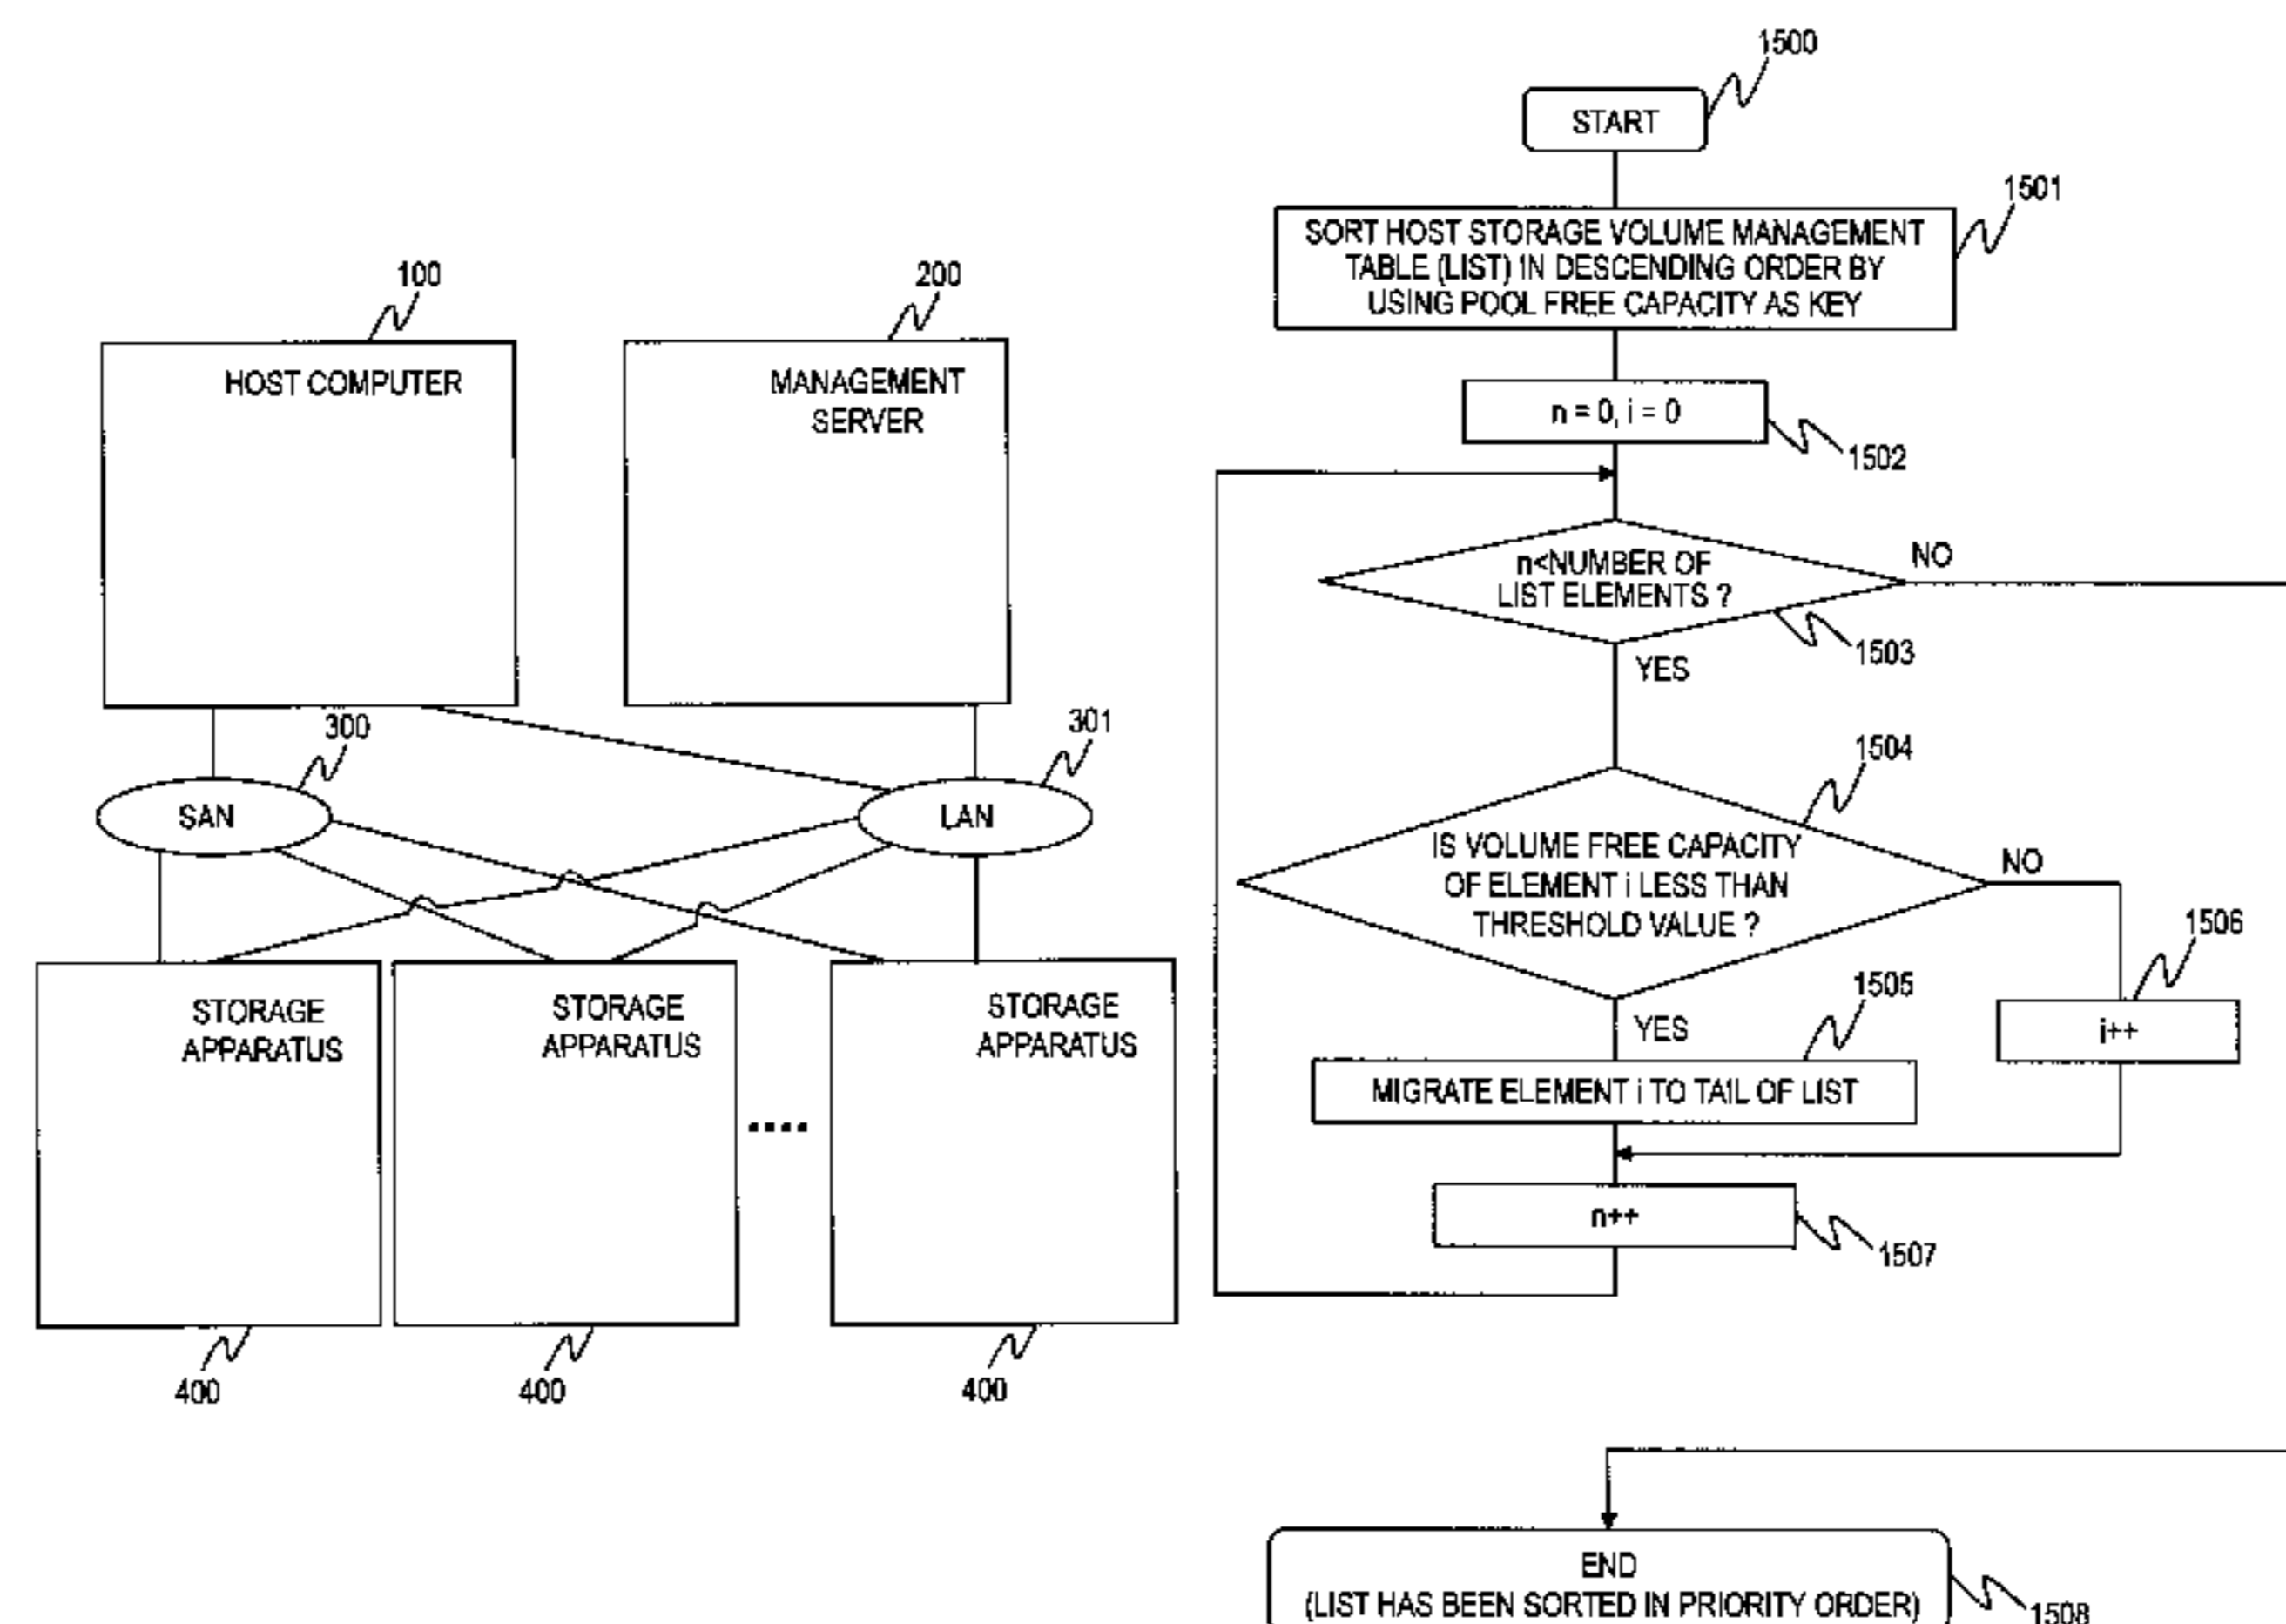 100
HOST COMPUTER
200
MANAGEMENT
SERVER
300
SAN
301
LAN
STORAGE
APPARATUS
400
STORAGE
APPARATUS
400
....
STORAGE
APPARATUS
400
1500
START
1501
SORT HOST STORAGE VOLUME MANAGEMENT
TABLE (LIST) IN DESCENDING ORDER BY
USING POOL FREE CAPACITY AS KEY
n = 0, i = 0
1502
n<NUMBER OF
LIST ELEMENTS ?
NO
1503
YES
1504
IS VOLUME FREE CAPACITY
OF ELEMENT i LESS THAN
THRESHOLD VALUE ?
NO
1506
i++
YES
1505
MIGRATE ELEMENT i TO TAIL OF LIST
n++
1507
END
(LIST HAS BEEN SORTED IN PRIORITY ORDER)
1508